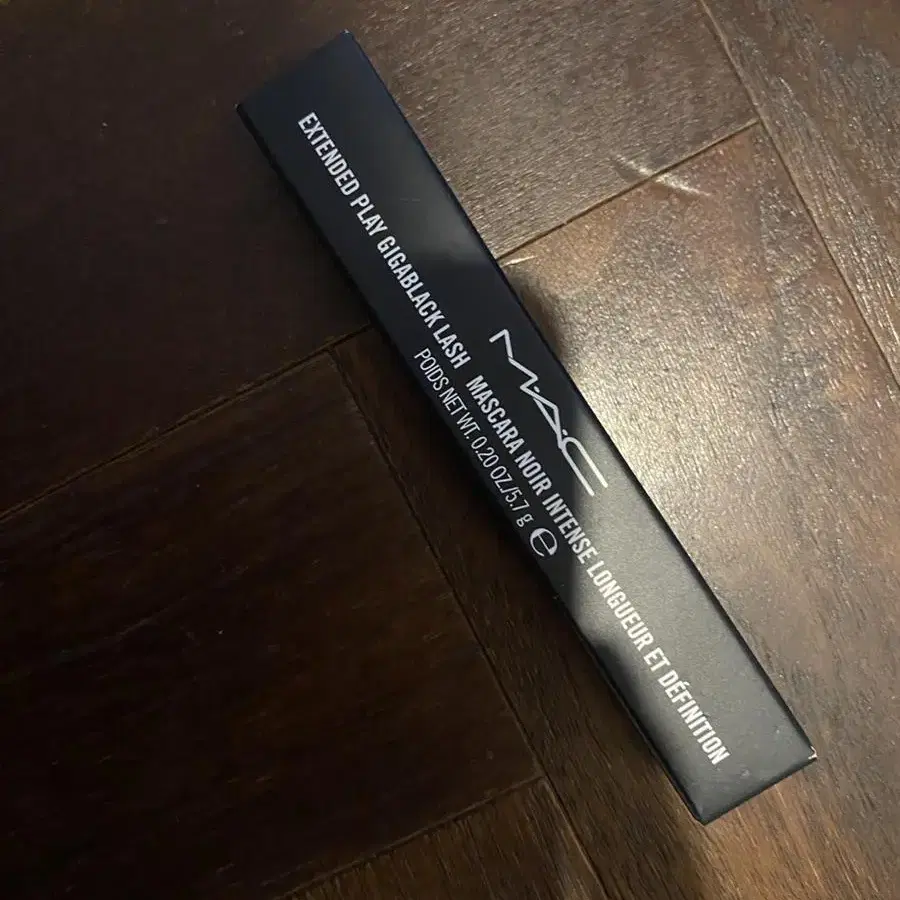 M·A·C
EXTENDED PLAY GIGABLACK LASH MASCARA NOIR INTENSE LONGUEUR ET DÉFINITION
POIDS NET WT. 0.20 OZ/5.7 g ℮